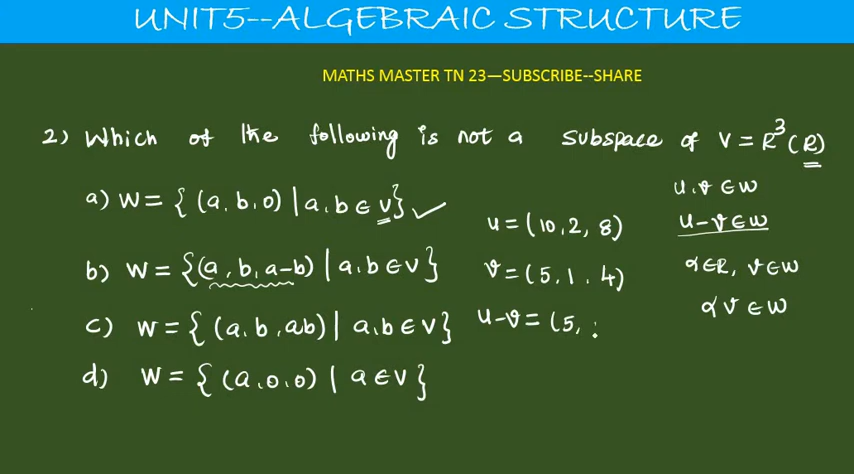 UNIT5--ALGEBRAIC STRUCTURE
MATHS MASTER TN 23—SUBSCRIBE--SHARE
2) Which of the following is not a subspace of V = R³(R)
a) W = { (a, b, 0) | a, b ∈ V } ✓
b) W = { (a, b, a-b) | a, b ∈ V }
c) W = { (a, b, ab) | a, b ∈ V }
d) W = { (a, 0, 0) | a ∈ V }
u = (10, 2, 8)
v = (5, 1, 4)
u - v = (5,
u, v ∈ W
u - v ∈ W
α ∈ R, v ∈ W
α v ∈ W